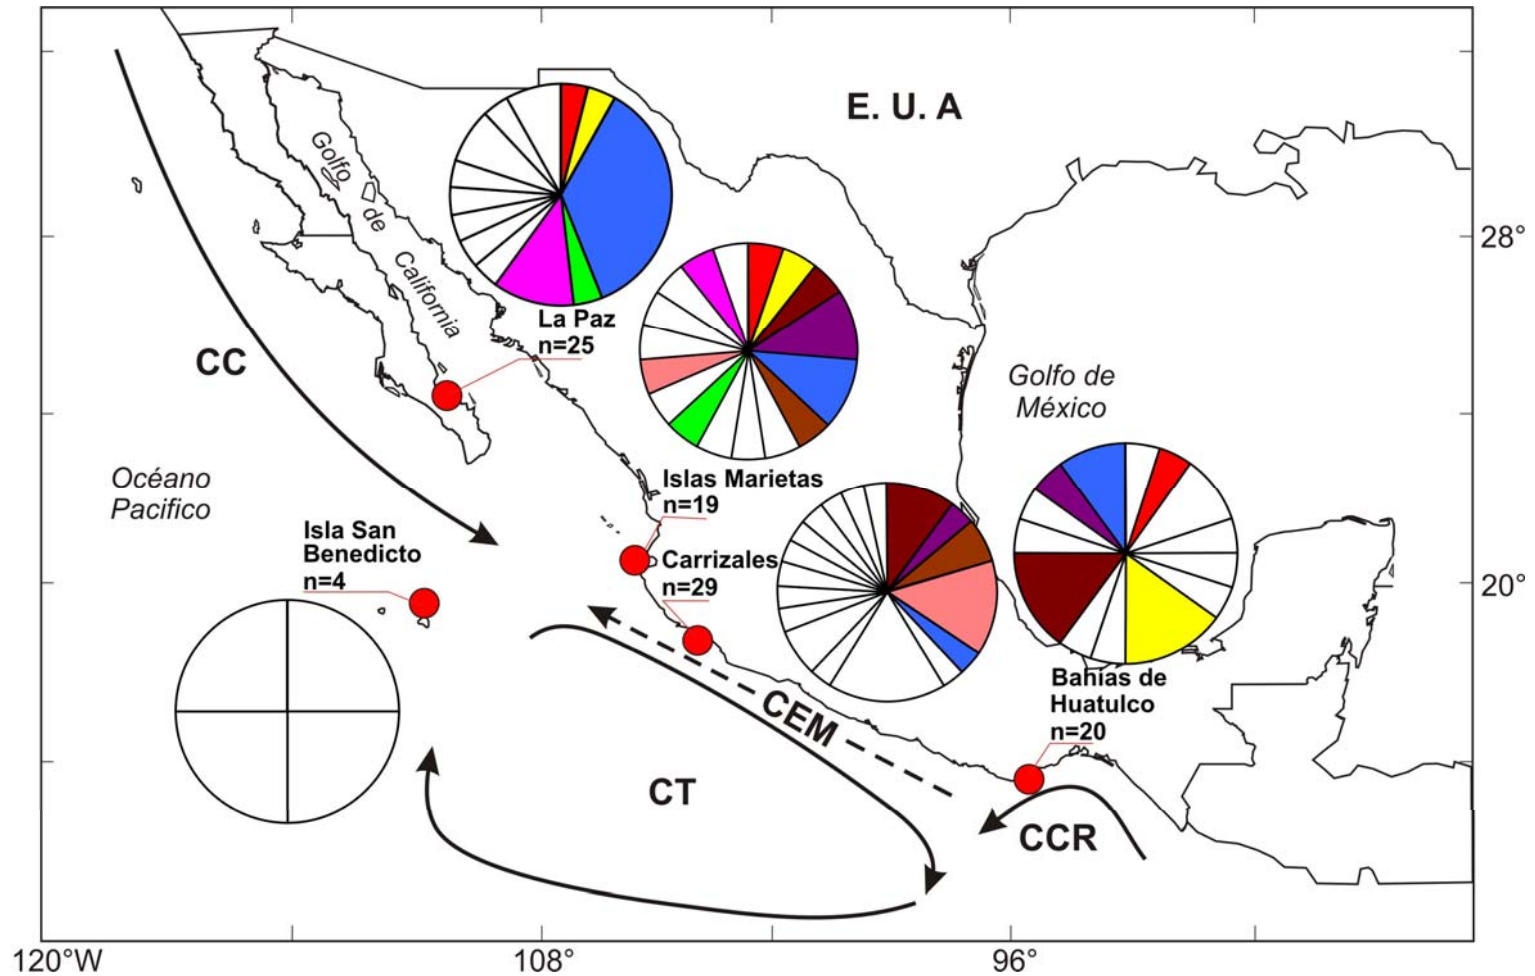 E. U. A
Golfo
de
California
La Paz
n=25
28°
CC
Golfo de
México
Océano
Pacifico
Islas Marietas
n=19
Isla San
Benedicto
n=4
Carrizales
n=29
20°
Bahías de
Huatulco
n=20
CEM
CT
CCR
120°W
108°
96°